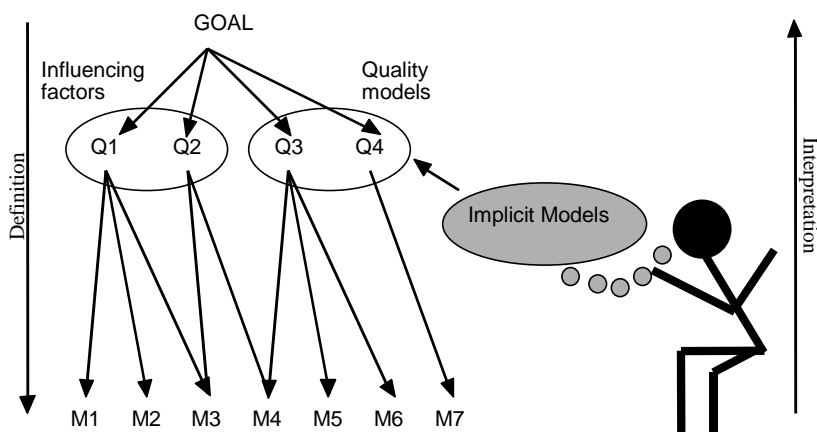 GOAL
Influencing
factors
Quality
models
Q1 Q2 Q3 Q4
Implicit Models
Definition
Interpretation
M1 M2 M3 M4 M5 M6 M7